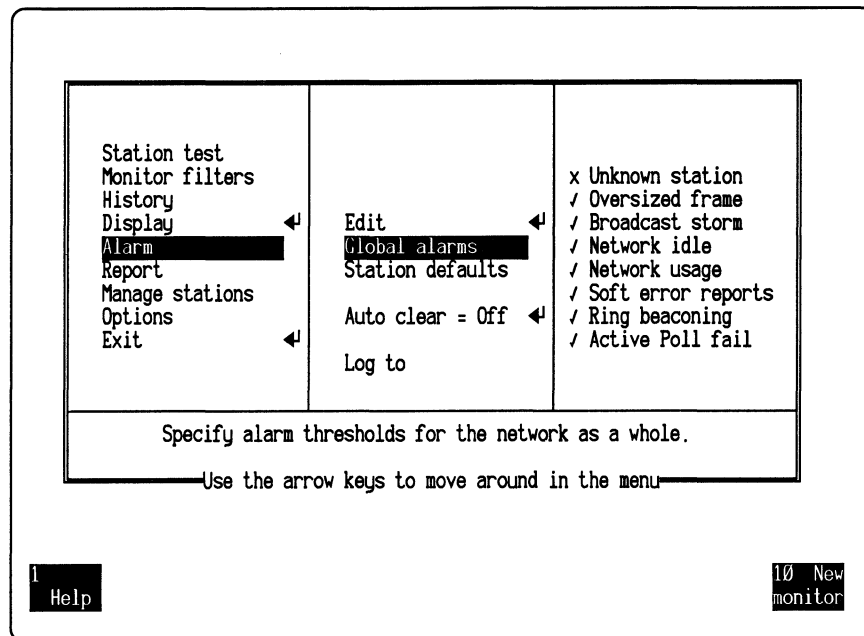 Station test
Monitor filters
History
Display ↵
Alarm
Report
Manage stations
Options
Exit ↵
Edit ↵
Global alarms
Station defaults
Auto clear = Off ↵
Log to
x Unknown station
√ Oversized frame
√ Broadcast storm
√ Network idle
√ Network usage
√ Soft error reports
√ Ring beaconing
√ Active Poll fail
Specify alarm thresholds for the network as a whole.
Use the arrow keys to move around in the menu
1
Help
10 New
monitor